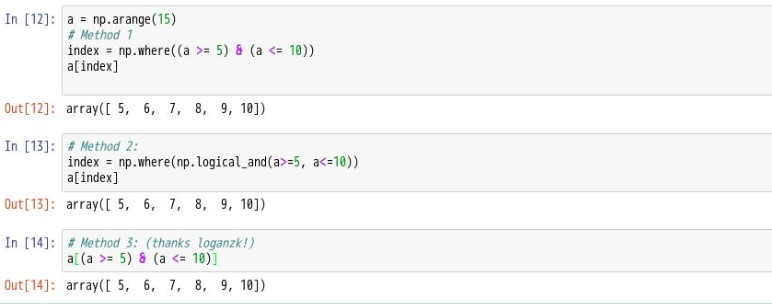 In [12]: a = np.arange(15)
# Method 1
index = np.where((a >= 5) & (a <= 10))
a[index]
Out[12]: array([ 5,  6,  7,  8,  9, 10])
In [13]: # Method 2:
index = np.where(np.logical_and(a>=5, a<=10))
a[index]
Out[13]: array([ 5,  6,  7,  8,  9, 10])
In [14]: # Method 3: (thanks loganzk!)
a[(a >= 5) & (a <= 10)]
Out[14]: array([ 5,  6,  7,  8,  9, 10])